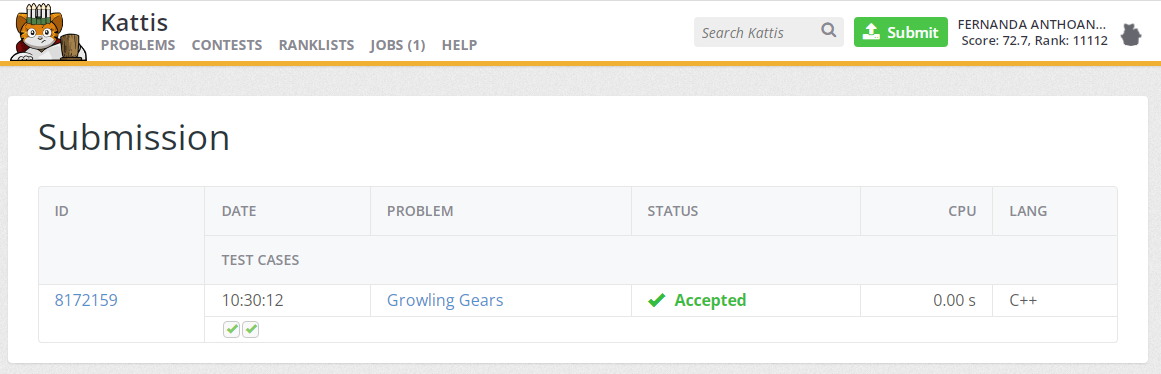 Kattis
PROBLEMS CONTESTS RANKLISTS JOBS (1) HELP
Search Kattis
Submit
FERNANDA ANTHOAN...
Score: 72.7, Rank: 11112
Submission
ID DATE PROBLEM STATUS CPU LANG
TEST CASES
8172159 10:30:12 Growling Gears Accepted 0.00 s C++